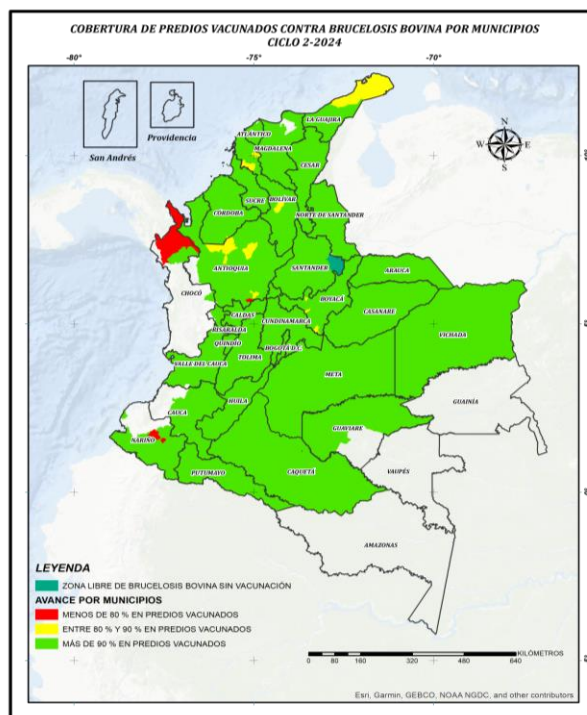 COBERTURA DE PREDIOS VACUNADOS CONTRA BRUCELOSIS BOVINA POR MUNICIPIOS
CICLO 2-2024
-80°
-75°
-70°
San Andrés
Providencia
N
W
E
S
LA GUAJIRA
ATLÁNTICO
MAGDALENA
CESAR
SUCRE
BOLÍVAR
CÓRDOBA
NORTE DE SANTANDER
ANTIOQUIA
SANTANDER
ARAUCA
CHOCÓ
BOYACÁ
CALDAS
CUNDINAMARCA
CASANARE
RISARALDA
VICHADA
QUINDÍO
BOGOTÁ D.C.
TOLIMA
VALLE DEL CAUCA
META
GUAINÍA
CAUCA
HUILA
GUAVIARE
NARIÑO
VAUPÉS
PUTUMAYO
CAQUETÁ
AMAZONAS
LEYENDA
ZONA LIBRE DE BRUCELOSIS BOVINA SIN VACUNACIÓN
AVANCE POR MUNICIPIOS
MENOS DE 80 % EN PREDIOS VACUNADOS
ENTRE 80 % Y 90 % EN PREDIOS VACUNADOS
MÁS DE 90 % EN PREDIOS VACUNADOS
KILÓMETROS
0 80 160 320 480 640
Esri, Garmin, GEBCO, NOAA NGDC, and other contributors